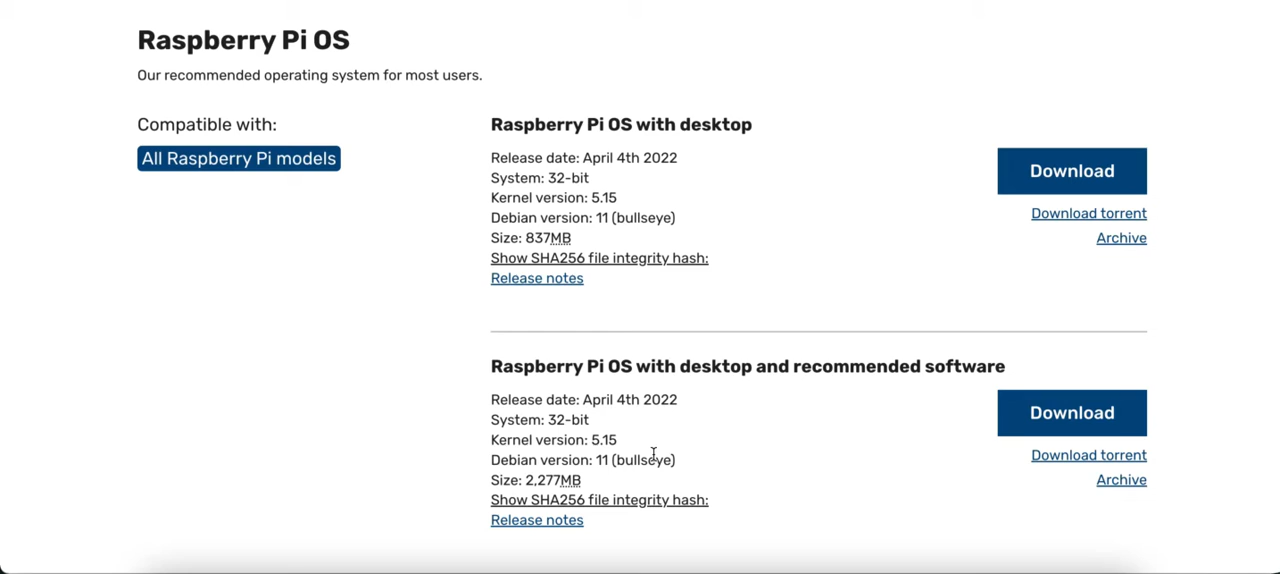 Raspberry Pi OS
Our recommended operating system for most users.
Compatible with:
All Raspberry Pi models
Raspberry Pi OS with desktop
Release date: April 4th 2022
System: 32-bit
Kernel version: 5.15
Debian version: 11 (bullseye)
Size: 837MB
Show SHA256 file integrity hash:
Release notes
Download
Download torrent
Archive
Raspberry Pi OS with desktop and recommended software
Release date: April 4th 2022
System: 32-bit
Kernel version: 5.15
Debian version: 11 (bullseye)
Size: 2,277MB
Show SHA256 file integrity hash:
Release notes
Download
Download torrent
Archive